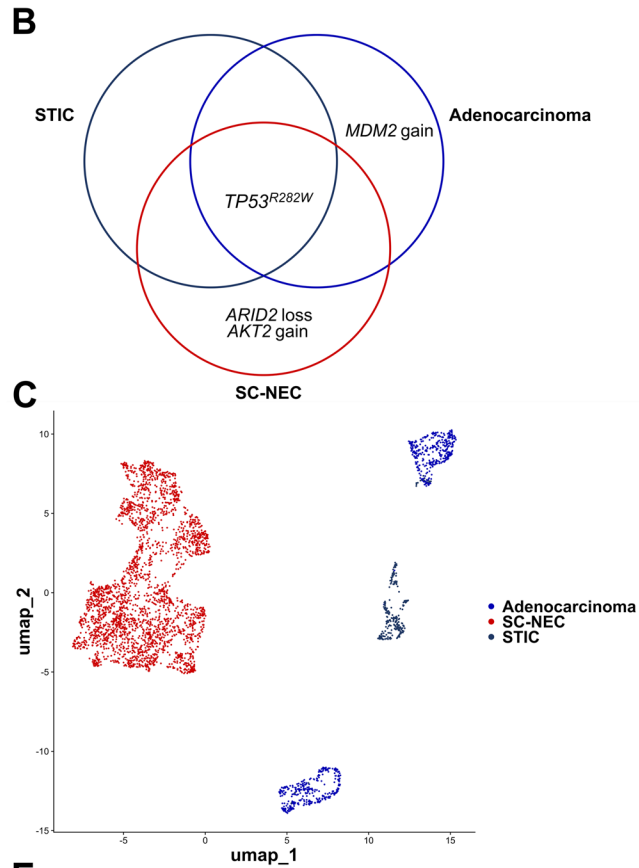 B
STIC
Adenocarcinoma
MDM2 gain
TP53R282W
ARID2 loss
AKT2 gain
SC-NEC
C
10
5
0
-5
-10
-15
umap_2
-5
0
5
10
15
umap_1
Adenocarcinoma
SC-NEC
STIC